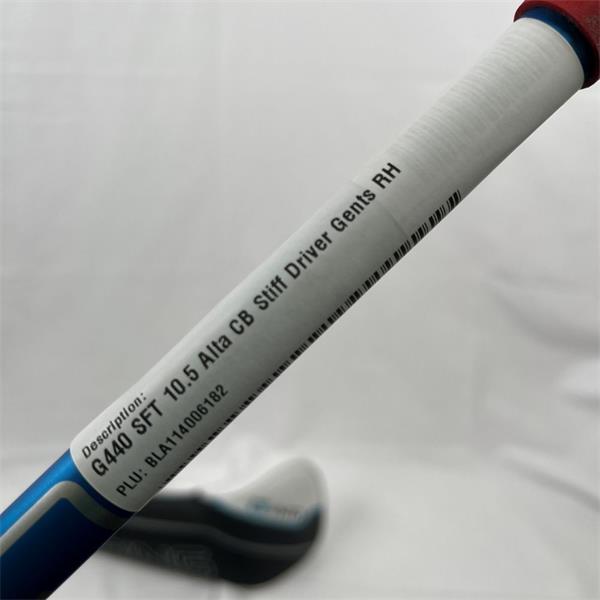 Description:
G440 SFT 10.5 Alta CB Stiff Driver Gents RH
PLU: BLA114006182